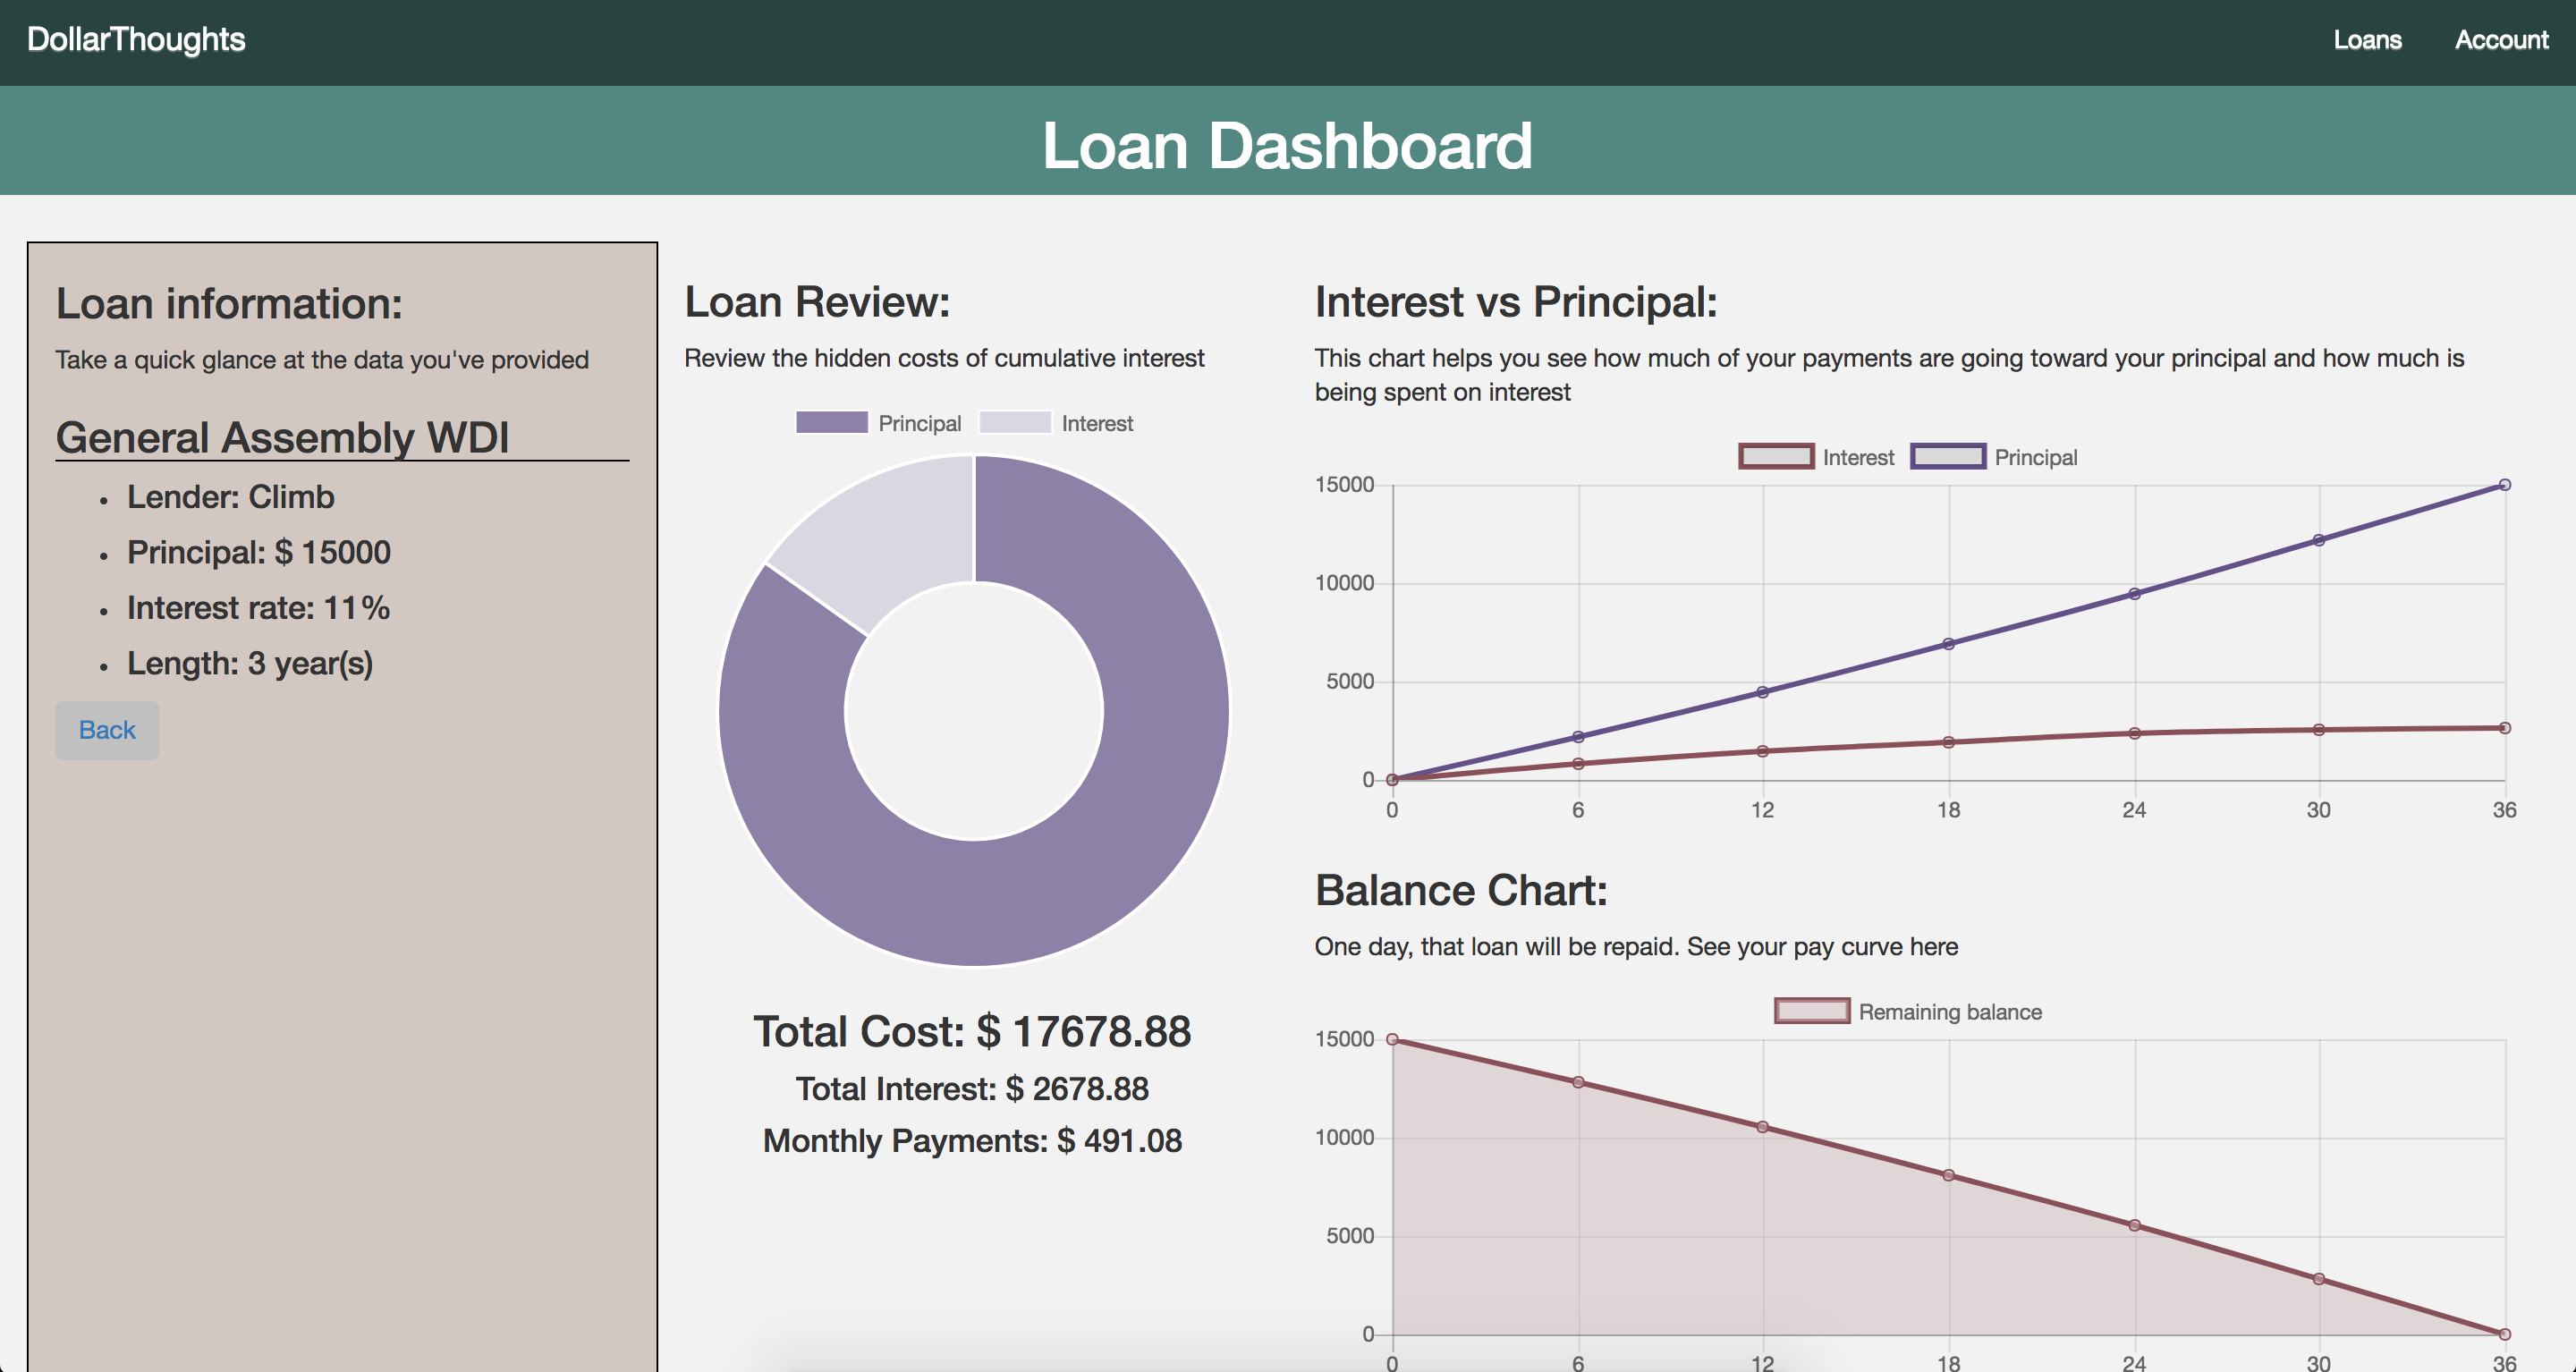 DollarThoughts
Loans
Account
Loan Dashboard
Loan information:
Take a quick glance at the data you've provided
General Assembly WDI
• Lender: Climb
• Principal: $ 15000
• Interest rate: 11%
• Length: 3 year(s)
Back
Loan Review:
Review the hidden costs of cumulative interest
Principal
Interest
Total Cost: $ 17678.88
Total Interest: $ 2678.88
Monthly Payments: $ 491.08
Interest vs Principal:
This chart helps you see how much of your payments are going toward your principal and how much is
being spent on interest
Interest
Principal
15000
10000
5000
0
0 6 12 18 24 30 36
Balance Chart:
One day, that loan will be repaid. See your pay curve here
Remaining balance
15000
10000
5000
0
0 6 12 18 24 30 36